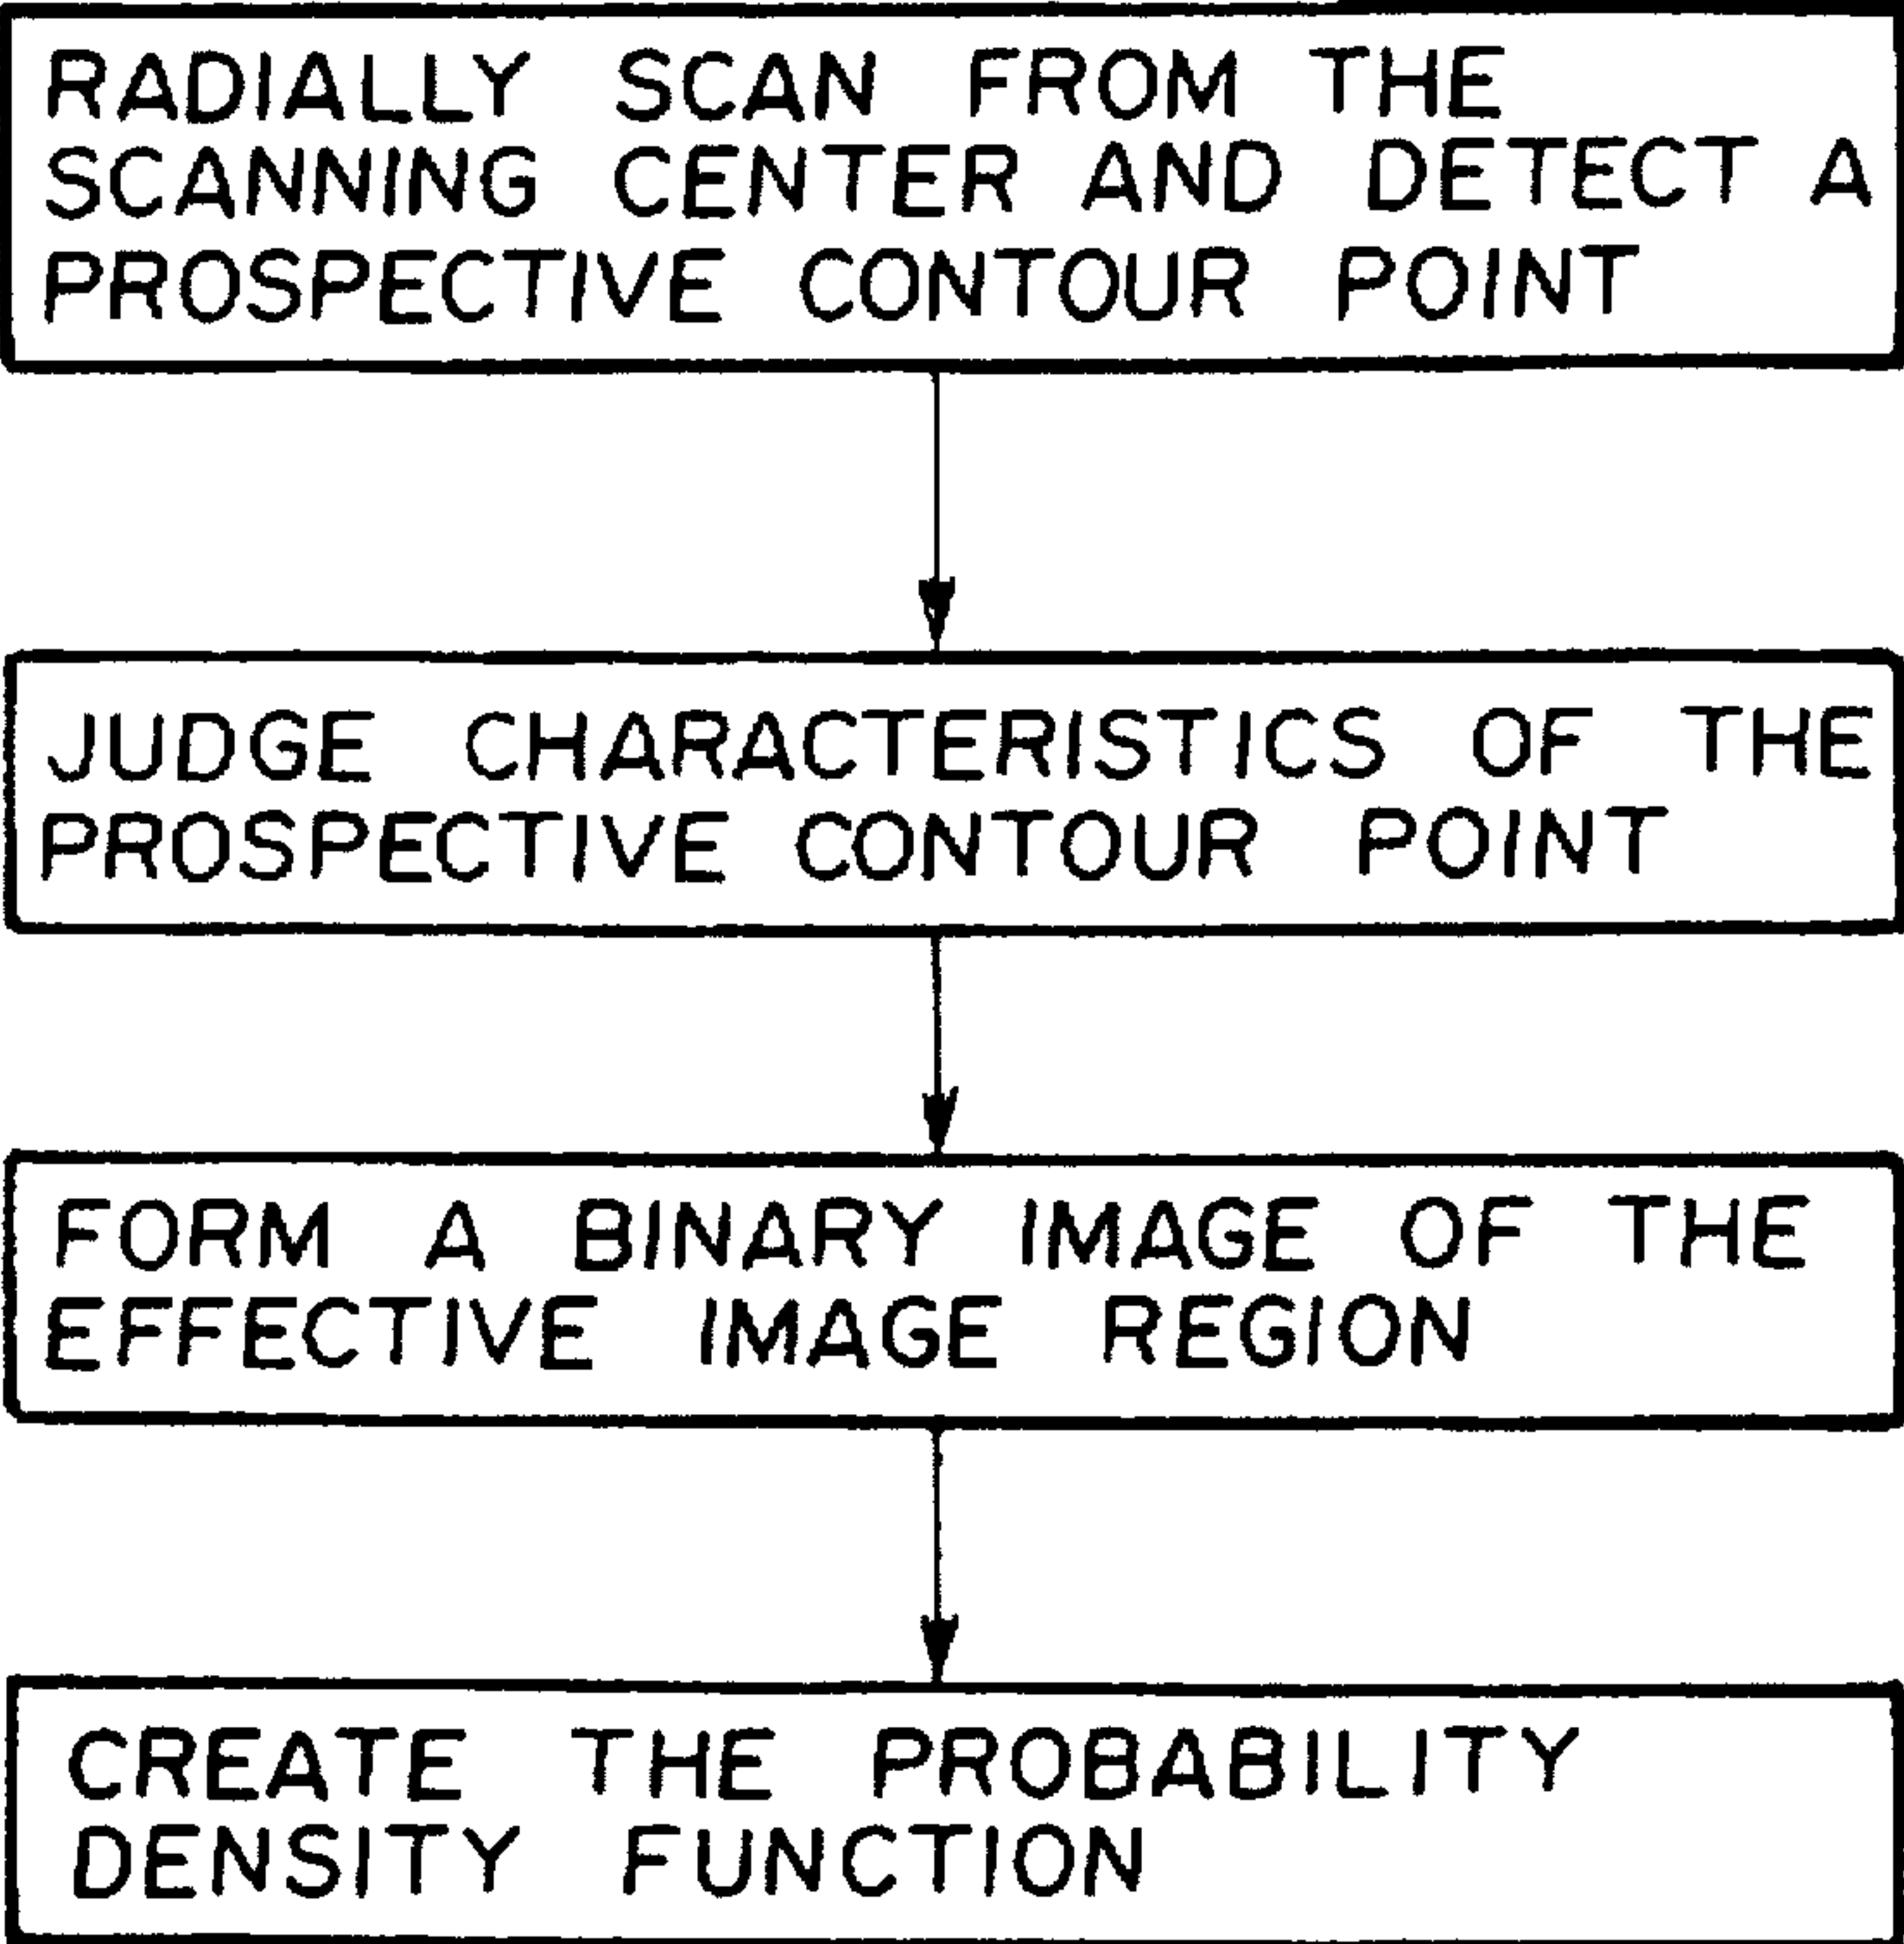 RADIALLY SCAN FROM THE
SCANNING CENTER AND DETECT A
PROSPECTIVE CONTOUR POINT
JUDGE CHARACTERISTICS OF THE
PROSPECTIVE CONTOUR POINT
FORM A BINARY IMAGE OF THE
EFFECTIVE IMAGE REGION
CREATE THE PROBABILITY
DENSITY FUNCTION